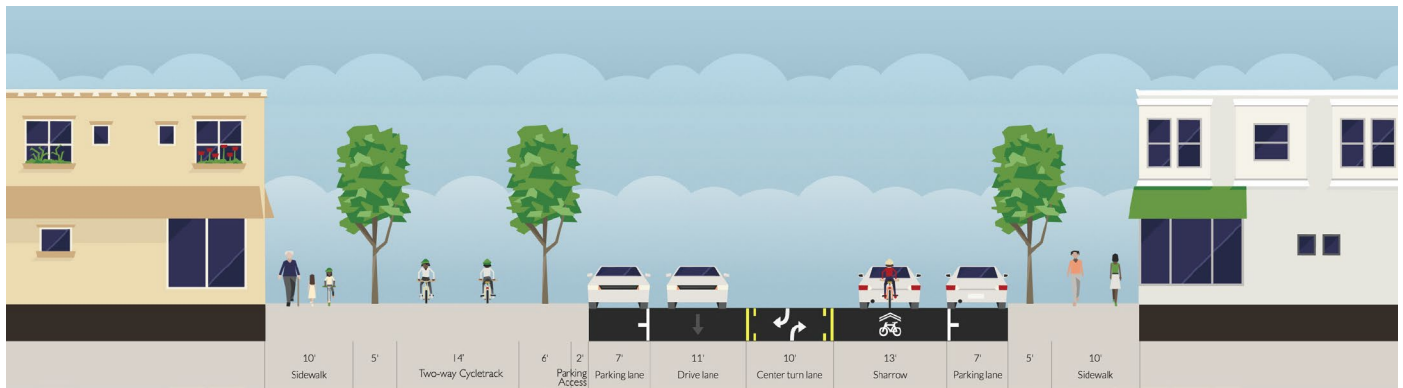 10'
Sidewalk
5'
14'
Two-way Cycletrack
6'
2'
Parking
Access
7'
Parking lane
11'
Drive lane
10'
Center turn lane
13'
Sharrow
7'
Parking lane
5'
10'
Sidewalk